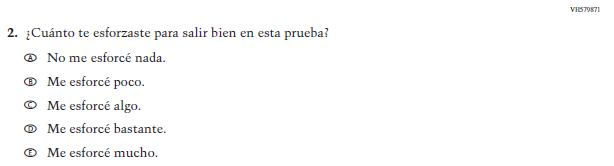 VH579871
2. ¿Cuánto te esforzaste para salir bien en esta prueba?
A No me esforcé nada.
B Me esforcé poco.
C Me esforcé algo.
D Me esforcé bastante.
E Me esforcé mucho.